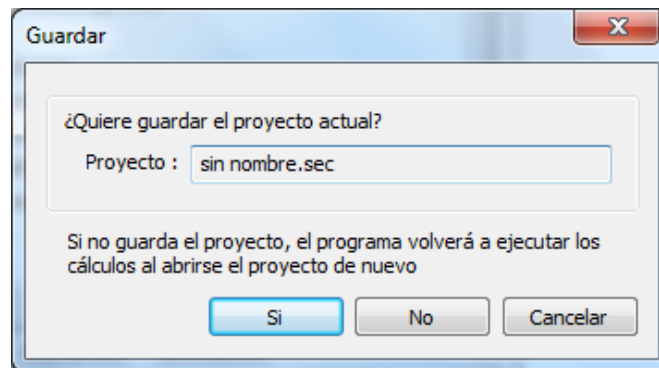 Guardar
¿Quiere guardar el proyecto actual?
Proyecto : sin nombre.sec
Si no guarda el proyecto, el programa volverá a ejecutar los
cálculos al abrirse el proyecto de nuevo
Si No Cancelar